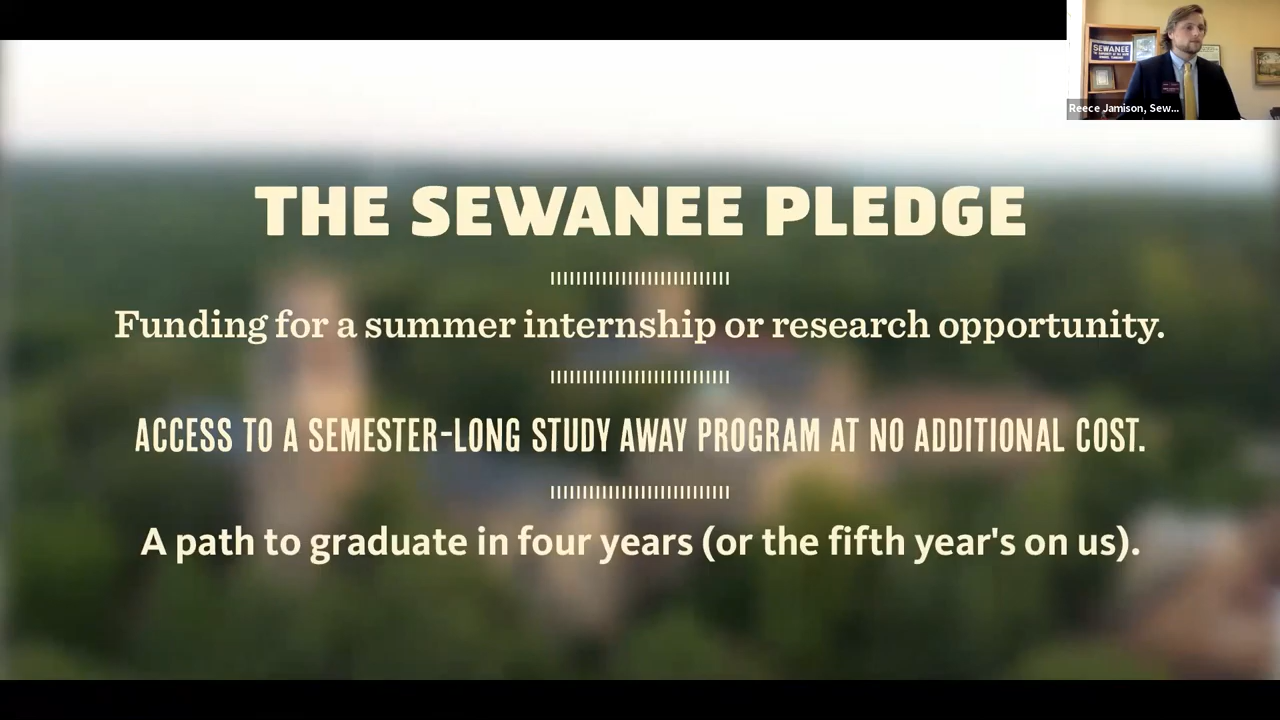 SEWANEE
Reece Jamison, Sew...
THE SEWANEE PLEDGE
Funding for a summer internship or research opportunity.
ACCESS TO A SEMESTER-LONG STUDY AWAY PROGRAM AT NO ADDITIONAL COST.
A path to graduate in four years (or the fifth year's on us).